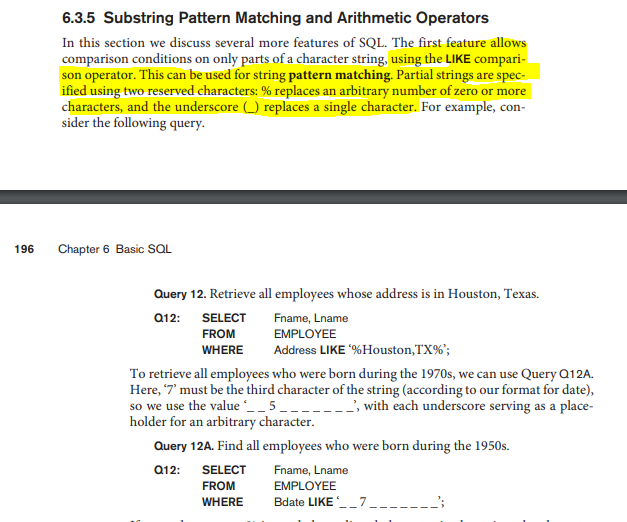 6.3.5 Substring Pattern Matching and Arithmetic Operators
In this section we discuss several more features of SQL. The first feature allows
comparison conditions on only parts of a character string, using the LIKE compari-
son operator. This can be used for string pattern matching. Partial strings are spec-
ified using two reserved characters: % replaces an arbitrary number of zero or more
characters, and the underscore (_) replaces a single character. For example, con-
sider the following query.
196 Chapter 6 Basic SQL
Query 12. Retrieve all employees whose address is in Houston, Texas.
Q12: SELECT Fname, Lname
FROM EMPLOYEE
WHERE Address LIKE ‘%Houston,TX%’;
To retrieve all employees who were born during the 1970s, we can use Query Q12A.
Here, ‘7’ must be the third character of the string (according to our format for date),
so we use the value ‘_ _ 5 _ _ _ _ _ _ _’, with each underscore serving as a place-
holder for an arbitrary character.
Query 12A. Find all employees who were born during the 1950s.
Q12: SELECT Fname, Lname
FROM EMPLOYEE
WHERE Bdate LIKE ‘_ _ 7 _ _ _ _ _ _ _’;